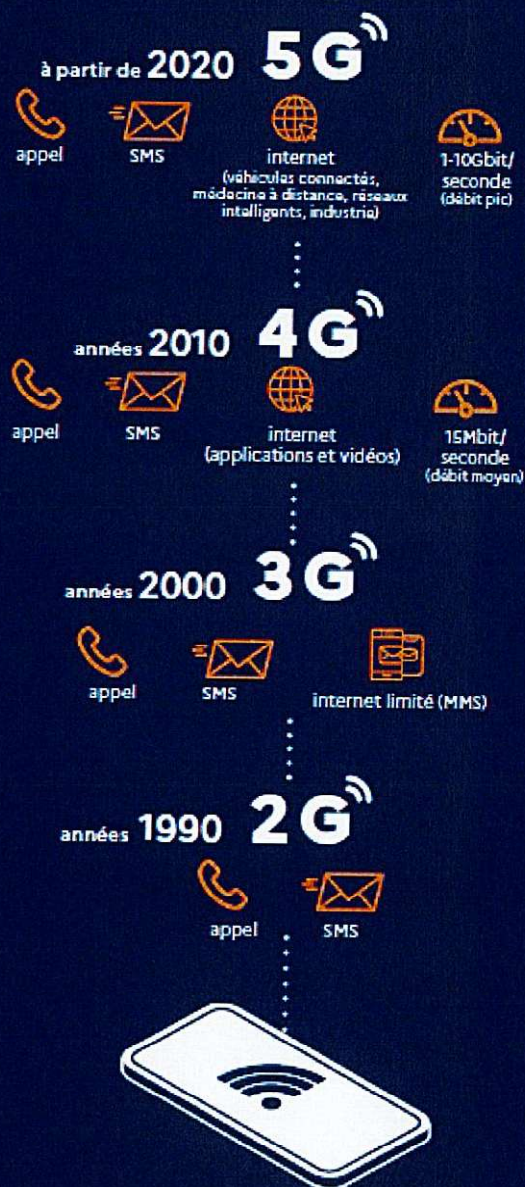 à partir de 2020 5G
appel
SMS
internet
(véhicules connectés,
médecine à distance, réseaux
intelligents, industrie)
1-10Gbit/
seconde
(débit pic)
années 2010 4G
appel
SMS
internet
(applications et vidéos)
15Mbit/
seconde
(débit moyen)
années 2000 3G
appel
SMS
internet limité (MMS)
années 1990 2G
appel
SMS